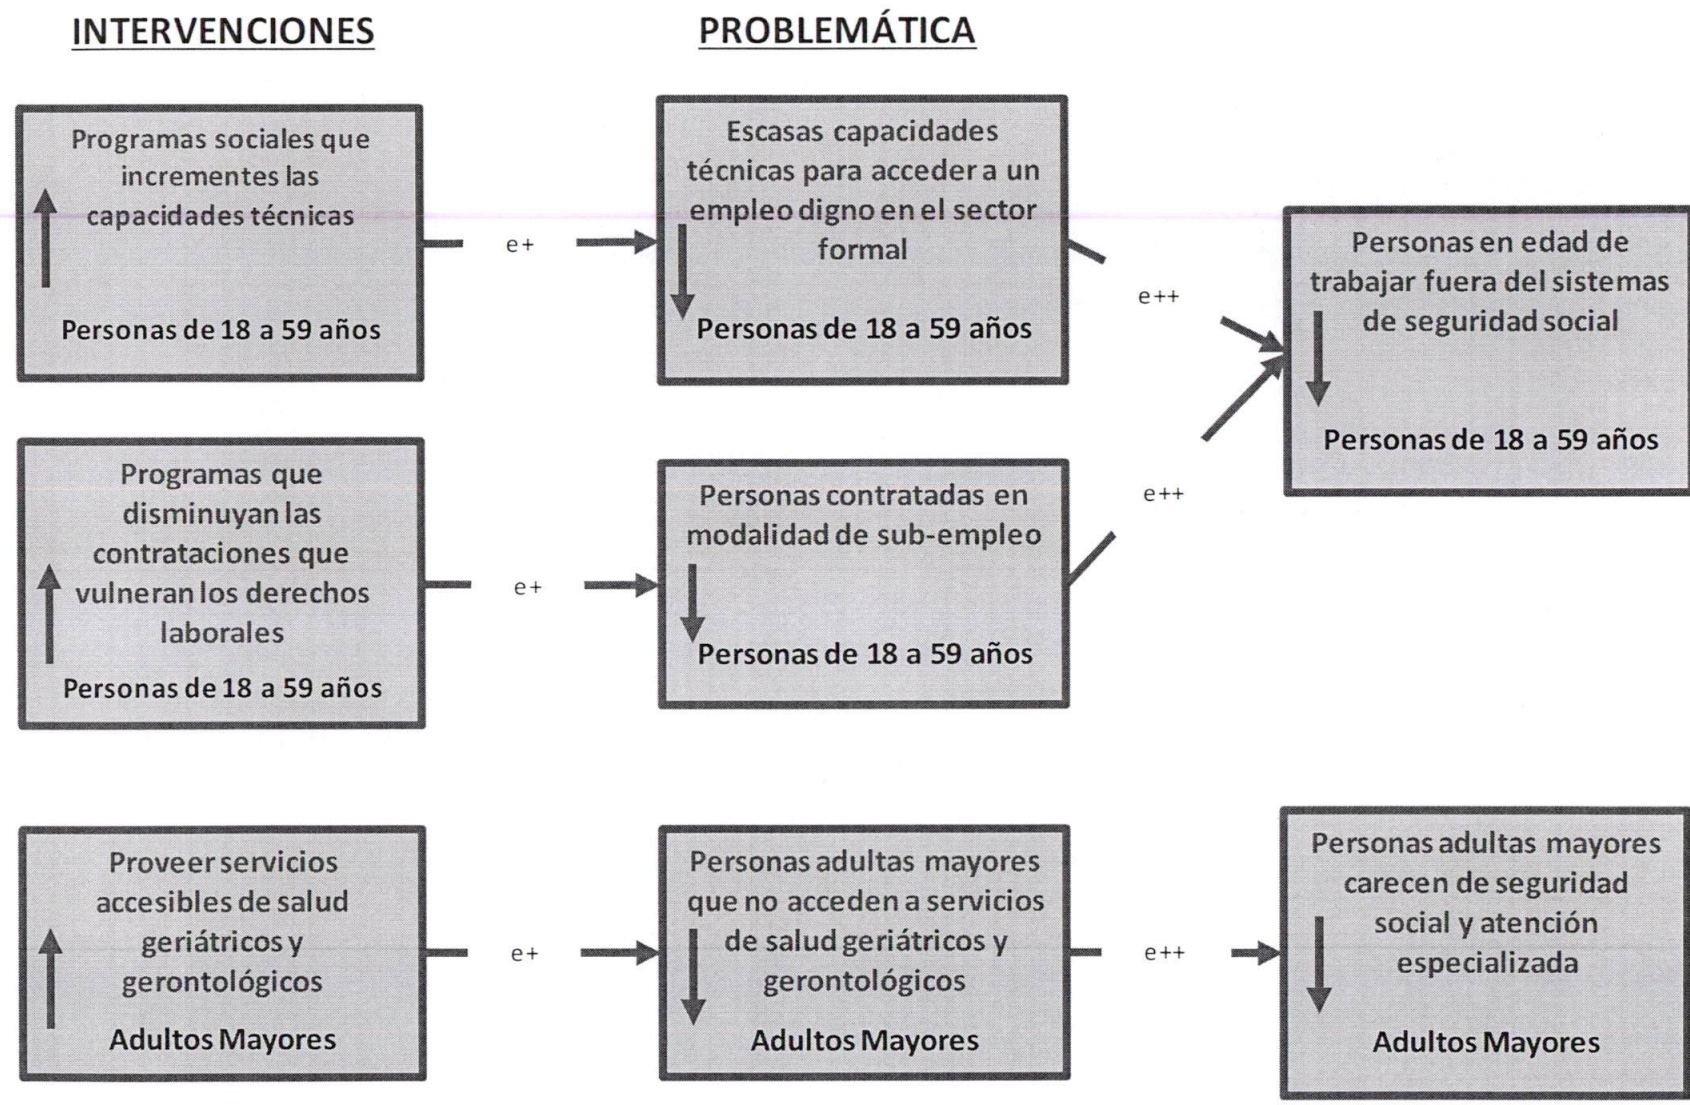 INTERVENCIONES
PROBLEMÁTICA
Programas sociales que
incrementes las
capacidades técnicas
Personas de 18 a 59 años
e+
Escasas capacidades
técnicas para acceder a un
empleo digno en el sector
formal
Personas de 18 a 59 años
e++
Personas en edad de
trabajar fuera del sistemas
de seguridad social
Personas de 18 a 59 años
Programas que
disminuyan las
contrataciones que
vulneran los derechos
laborales
Personas de 18 a 59 años
e+
Personas contratadas en
modalidad de sub-empleo
Personas de 18 a 59 años
e++
Proveer servicios
accesibles de salud
geriátricos y
gerontológicos
Adultos Mayores
e+
Personas adultas mayores
que no acceden a servicios
de salud geriátricos y
gerontológicos
Adultos Mayores
e++
Personas adultas mayores
carecen de seguridad
social y atención
especializada
Adultos Mayores